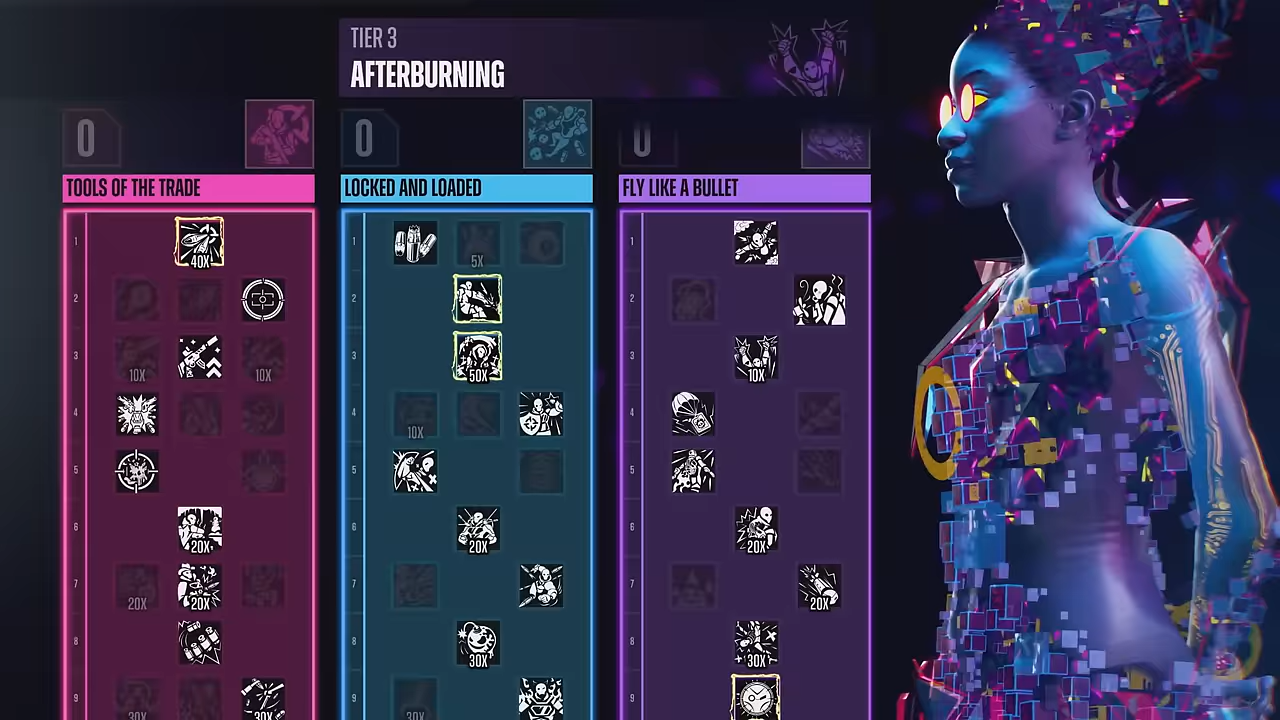 TIER 3
AFTERBURNING
0
0
0
TOOLS OF THE TRADE
LOCKED AND LOADED
FLY LIKE A BULLET
1 40X
1 5X
1
2
2
2
3 10X 10X
3 50X
3 10X
4
4 10X
4
5
5
5
6 20X
6 20X
6 20X
7 20X 20X
7
7 20X
8
8 30X
8 30X
9 30X 30X
9 30X
9